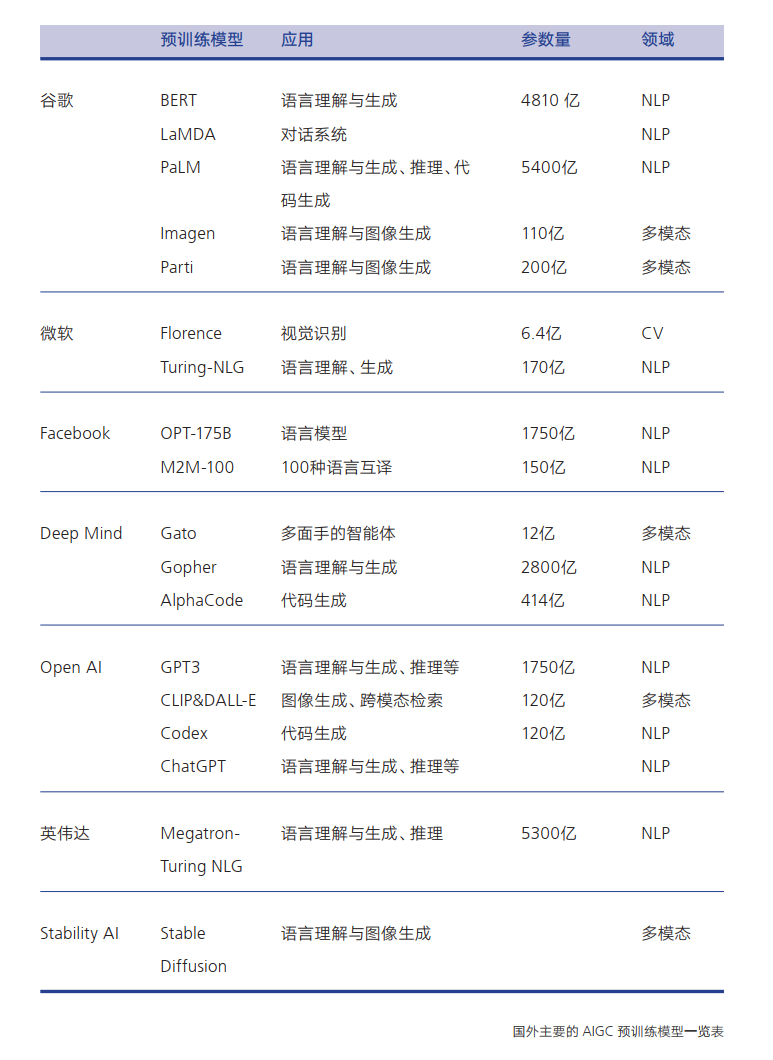 预训练模型 应用 参数量 领域
谷歌 BERT 语言理解与生成 4810 亿 NLP
LaMDA 对话系统 NLP
PaLM 语言理解与生成、推理、代 5400亿 NLP
码生成
Imagen 语言理解与图像生成 110亿 多模态
Parti 语言理解与图像生成 200亿 多模态
微软 Florence 视觉识别 6.4亿 CV
Turing-NLG 语言理解、生成 170亿 NLP
Facebook OPT-175B 语言模型 1750亿 NLP
M2M-100 100种语言互译 150亿 NLP
Deep Mind Gato 多面手的智能体 12亿 多模态
Gopher 语言理解与生成 2800亿 NLP
AlphaCode 代码生成 414亿 NLP
Open AI GPT3 语言理解与生成、推理等 1750亿 NLP
CLIP&DALL-E 图像生成、跨模态检索 120亿 多模态
Codex 代码生成 120亿 NLP
ChatGPT 语言理解与生成、推理等 NLP
英伟达 Megatron- 语言理解与生成、推理 5300亿 NLP
Turing NLG
Stability AI Stable 语言理解与图像生成 多模态
Diffusion
国外主要的 AIGC 预训练模型一览表